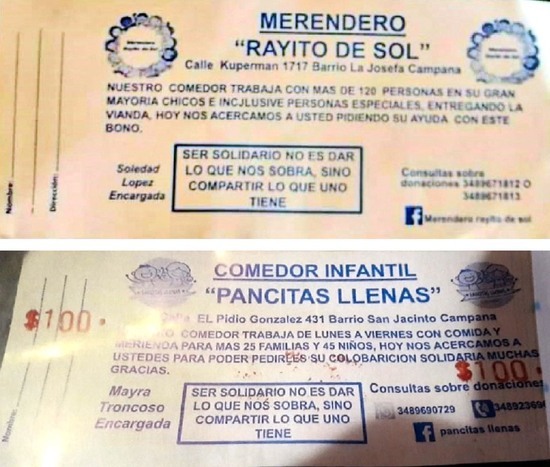 MERENDERO
"RAYITO DE SOL"
Calle Kuperman 1717 Barrio La Josefa Campana
NUESTRO COMEDOR TRABAJA CON MAS DE 120 PERSONAS EN SU GRAN
MAYORIA CHICOS E INCJLUSIVE PERSONAS ESPECIALES, ENTREGANDO LA
VIANDA, HOY NOS ACERCAMOS A USTED PIDIENDO SU AYUDA CON ESTE
BONO.
Nombre:
Dirección:
Soledad
Lopez
Encargada
SER SOLIDARIO NO ES DAR
LO QUE NOS SOBRA, SINO
COMPARTIR LO QUE UNO
TIENE
Consultas sobre
donaciones 3489671812 O
3489671813
Merendero rayito de sol
COMEDOR INFANTIL
"PANCITAS LLENAS"
$100.
EL Pidio Gonzalez 431 Barrio San Jacinto Campana
COMEDOR TRABAJA DE LUNES A VIERNES CON COMIDA Y
MERIENDA PARA MAS 25 FAMILIAS Y 45 NIÑOS, HOY NOS ACERCAMOS A
USTEDES PARA PODER PEDIRLES SU COLOBARICION SOLIDARIA MUCHAS
GRACIAS.
$100.
Nombre:
Mayra
Troncoso
Encargada
SER SOLIDARIO NO ES DAR
LO QUE NOS SOBRA, SINO
COMPARTIR LO QUE UNO
TIENE
Consultas sobre donaciones
3489690729
pancitas llenas